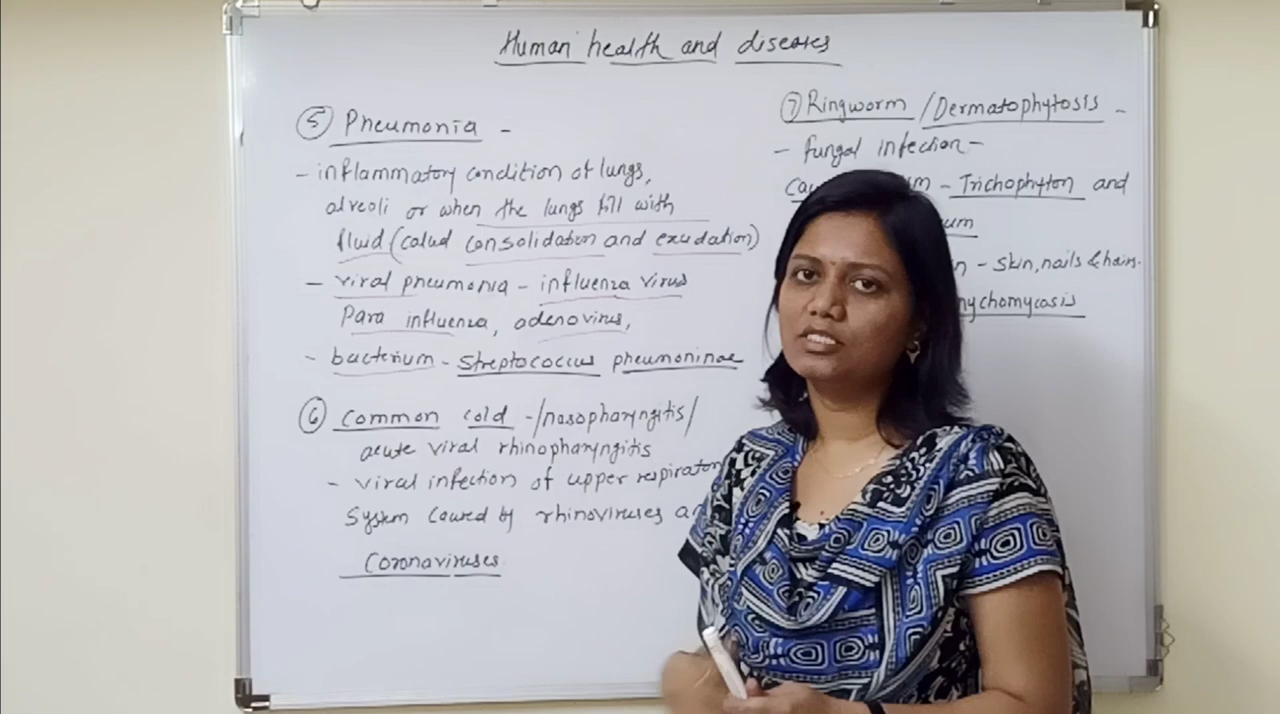 Human health and diseases
⑤ Pneumonia -
- inflammatory condition of lungs,
alveoli or when the lungs fill with
fluid (called consolidation and exudation)
- viral pneumonia - influenza virus
Para influenza, adenovirus,
- bacterium - streptococcus pneumoninae
⑥ common cold -/nasopharyngitis/
acute viral rhinopharyngitis
- viral infection of upper respiratory
System caused by rhinoviruses
Coronaviruses
⑦ Ringworm / Dermatophytosis -
- fungal infection -
- Trichophyton and
- skin, nails & hairs.